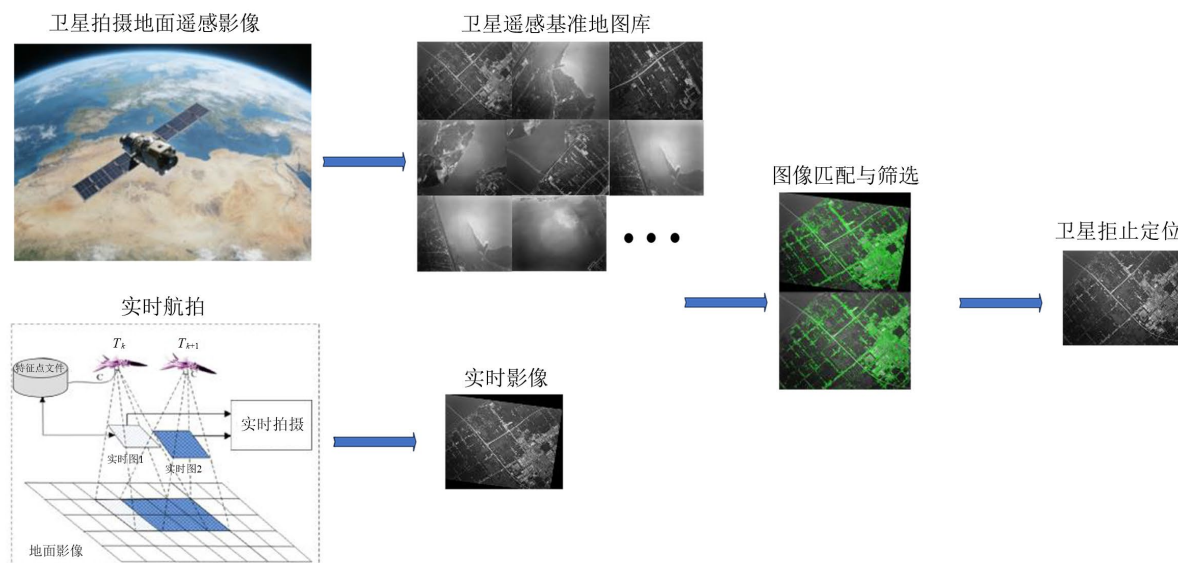 卫星拍摄地面遥感影像
卫星遥感基准地图库
图像匹配与筛选
卫星拒止定位
实时航拍
Tk
Tk+1
特征点文件
C
C
实时拍摄
实时图1
实时图2
地面影像
实时影像